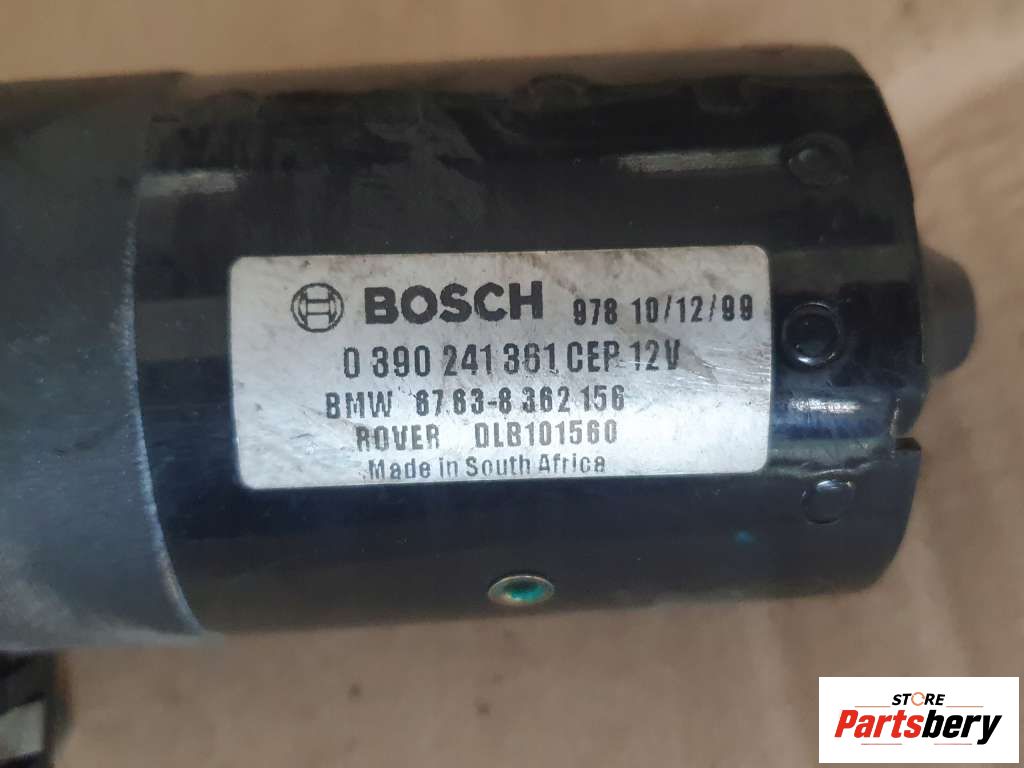 BOSCH 978 10/12/99
0 390 241 361 CEP 12V
BMW 67.63-8 362 156
ROVER DLB101560
Made in South Africa
STORE
Partsbery